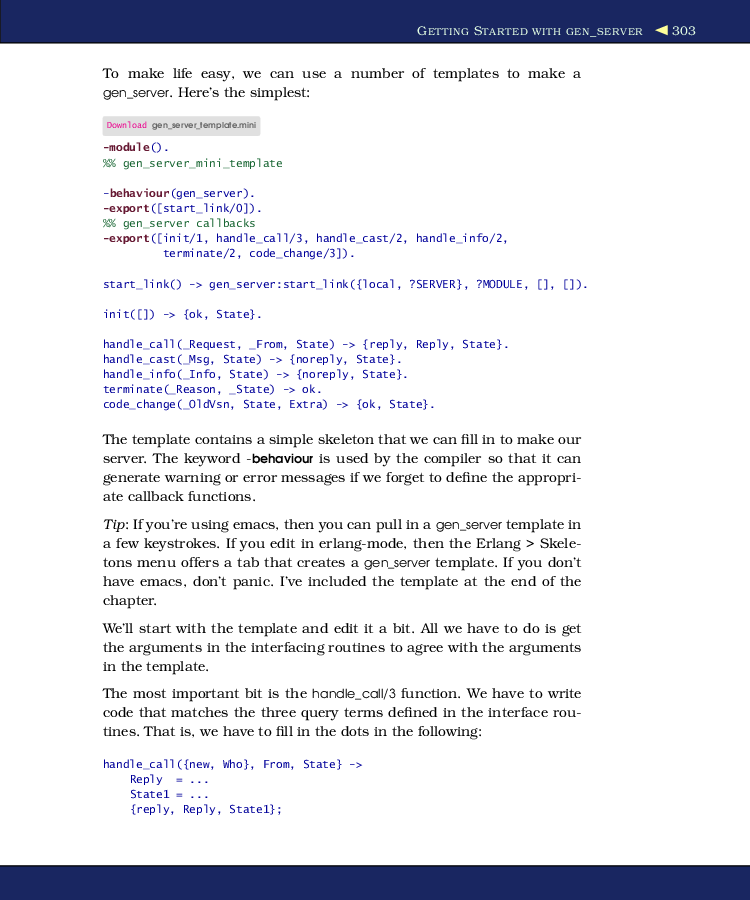 GETTING STARTED WITH GEN_SERVER ◀ 303
To make life easy, we can use a number of templates to make a
gen_server. Here's the simplest:
Download gen_server_template.mini
-module().
%% gen_server_mini_template
-behaviour(gen_server).
-export([start_link/0]).
%% gen_server callbacks
-export([init/1, handle_call/3, handle_cast/2, handle_info/2,
terminate/2, code_change/3]).
start_link() -> gen_server:start_link({local, ?SERVER}, ?MODULE, [], []).
init([]) -> {ok, State}.
handle_call(_Request, _From, State) -> {reply, Reply, State}.
handle_cast(_Msg, State) -> {noreply, State}.
handle_info(_Info, State) -> {noreply, State}.
terminate(_Reason, _State) -> ok.
code_change(_OldVsn, State, Extra) -> {ok, State}.
The template contains a simple skeleton that we can fill in to make our
server. The keyword -behaviour is used by the compiler so that it can
generate warning or error messages if we forget to define the appropri-
ate callback functions.
Tip: If you're using emacs, then you can pull in a gen_server template in
a few keystrokes. If you edit in erlang-mode, then the Erlang > Skele-
tons menu offers a tab that creates a gen_server template. If you don't
have emacs, don't panic. I've included the template at the end of the
chapter.
We'll start with the template and edit it a bit. All we have to do is get
the arguments in the interfacing routines to agree with the arguments
in the template.
The most important bit is the handle_call/3 function. We have to write
code that matches the three query terms defined in the interface rou-
tines. That is, we have to fill in the dots in the following:
handle_call({new, Who}, From, State) ->
Reply = ...
State1 = ...
{reply, Reply, State1};